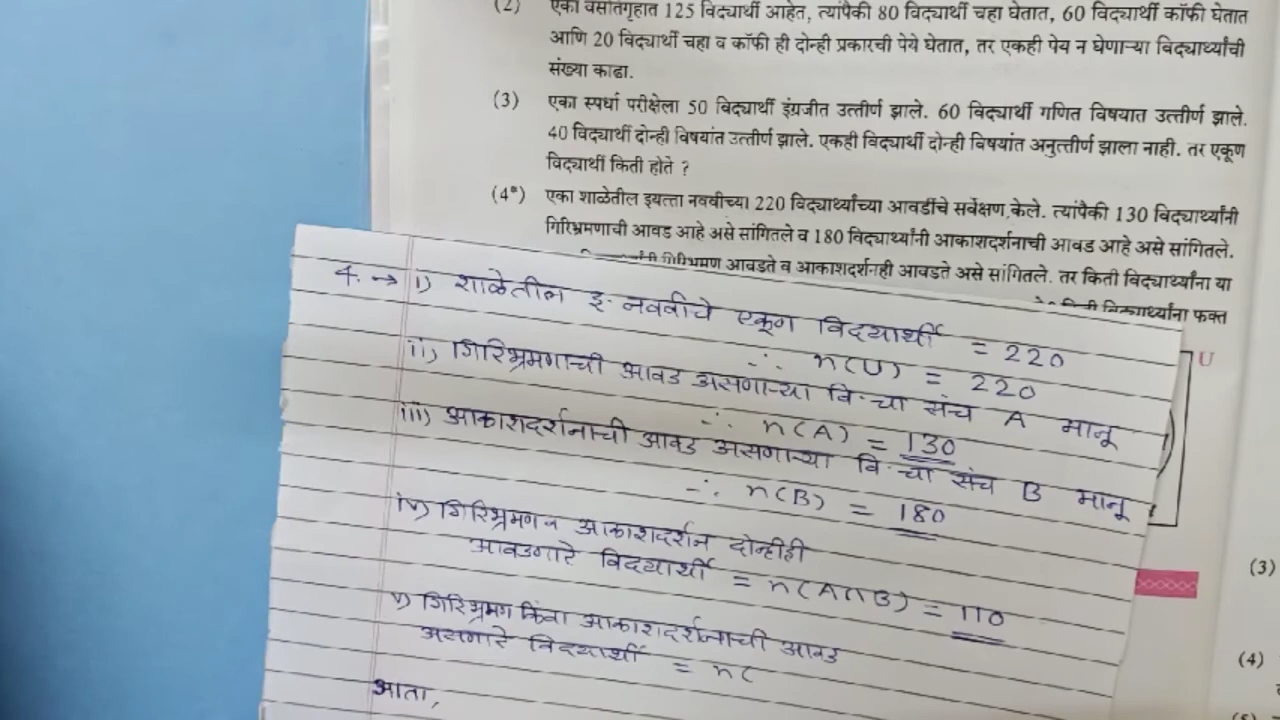 (2) एका वसतिगृहात 125 विद्यार्थी आहेत, त्यांपैकी 80 विद्यार्थी चहा घेतात, 60 विद्यार्थी कॉफी घेतात
आणि 20 विद्यार्थी चहा व कॉफी ही दोन्ही प्रकारची पेये घेतात, तर एकही पेय न घेणाऱ्या विद्यार्थ्यांची
संख्या काढा.
(3) एका स्पर्धा परीक्षेला 50 विद्यार्थी इंग्रजीत उत्तीर्ण झाले. 60 विद्यार्थी गणित विषयात उत्तीर्ण झाले.
40 विद्यार्थी दोन्ही विषयांत उत्तीर्ण झाले. एकही विद्यार्थी दोन्ही विषयांत अनुत्तीर्ण झाला नाही. तर एकूण
विद्यार्थी किती होते ?
(4*) एका शाळेतील इयत्ता नववीच्या 220 विद्यार्थ्यांच्या आवडींचे सर्वेक्षण केले. त्यांपैकी 130 विद्यार्थ्यांनी
गिरिभ्रमणाची आवड आहे असे सांगितले व 180 विद्यार्थ्यांनी आकाशदर्शनाची आवड आहे असे सांगितले.
गिरिभ्रमण आवडते व आकाशदर्शनही आवडते असे सांगितले. तर किती विद्यार्थ्यांना या
विद्यार्थ्यांना फक्त
4. → i) शाळेतील इ. नववीचे एकूण विद्यार्थी = 220
∴ n(U) = 220
ii) गिरिभ्रमणाची आवड असणाऱ्या वि.चा संच A मानू
∴ n(A) = 130
iii) आकाशदर्शनाची आवड असणाऱ्या वि.चा संच B मानू
∴ n(B) = 180
iv) गिरिभ्रमण व आकाशदर्शन दोन्हीही
आवडणारे विद्यार्थी = n(A∩B) = 110
v) गिरिभ्रमण किंवा आकाशदर्शनाची आवड
असणारे विद्यार्थी = n(
आता,
U
(3)
(4)